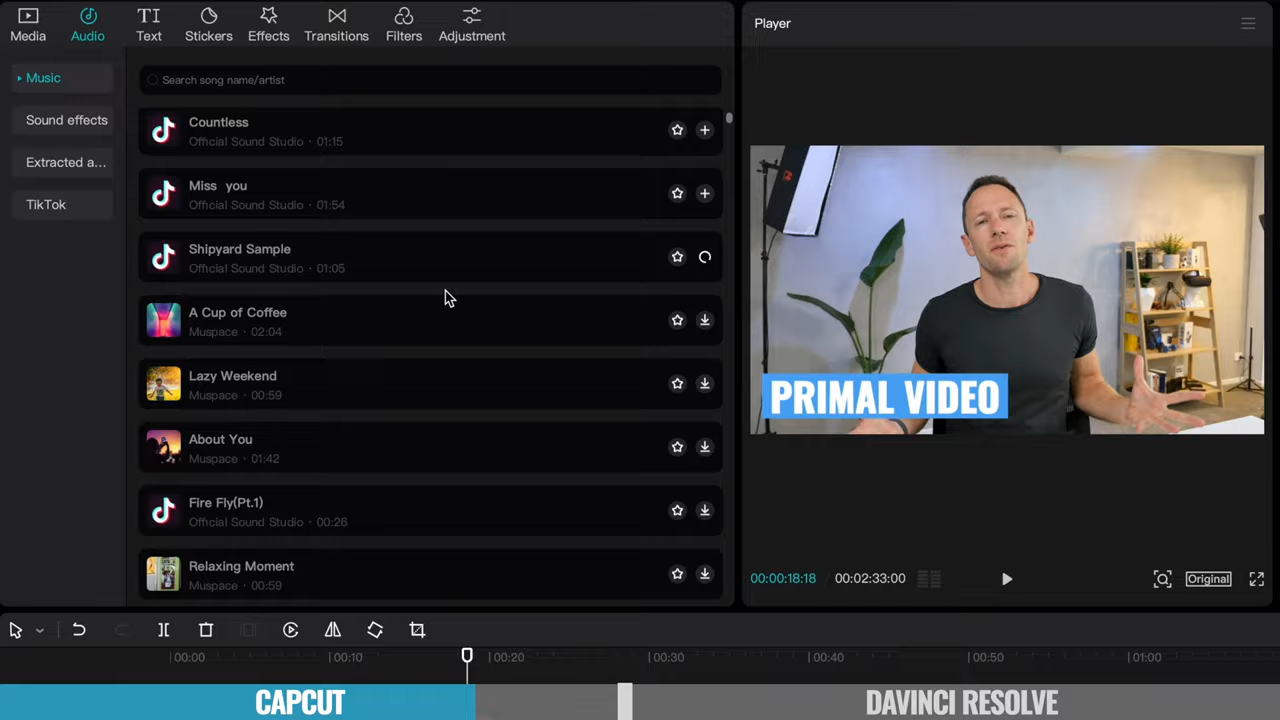 Media
Audio
Text
Stickers
Effects
Transitions
Filters
Adjustment
Player
Music
Sound effects
Extracted a...
TikTok
Search song name/artist
Countless
Official Sound Studio · 01:15
Miss you
Official Sound Studio · 01:54
Shipyard Sample
Official Sound Studio · 01:05
A Cup of Coffee
Muspace · 02:04
Lazy Weekend
Muspace · 00:59
About You
Muspace · 01:42
Fire Fly(Pt.1)
Official Sound Studio · 00:26
Relaxing Moment
Muspace · 00:59
PRIMAL VIDEO
00:00:18:18 / 00:02:33:00
Original
00:00 00:10 00:20 00:30 00:40 00:50 01:00
CAPCUT DAVINCI RESOLVE